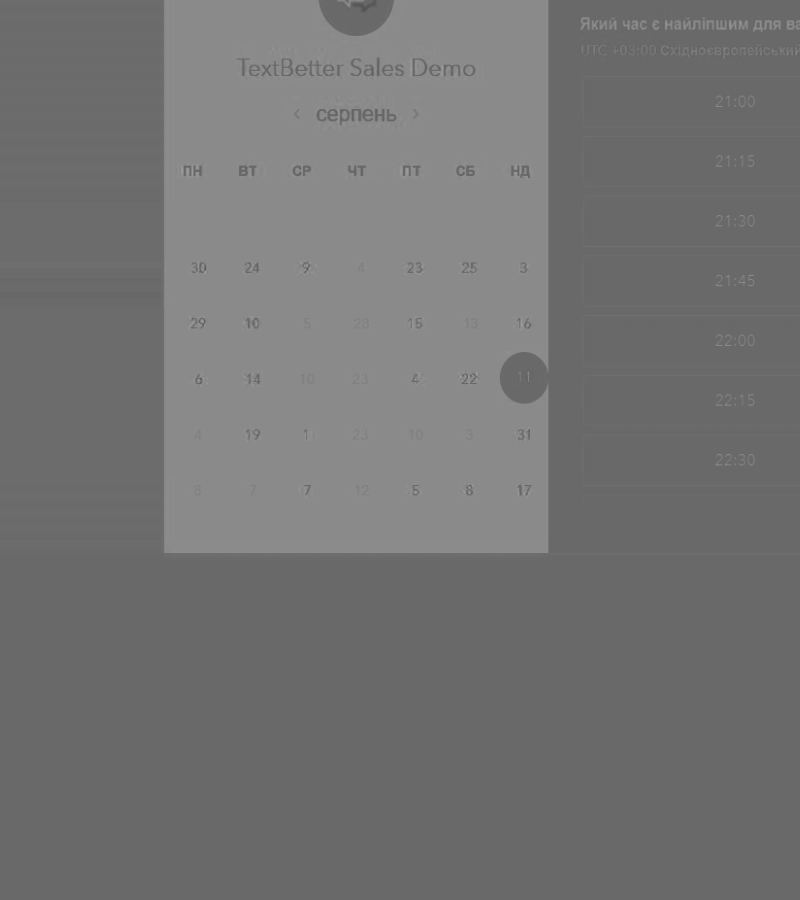 TextBetter Sales Demo
‹ серпень ›
ПН ВТ СР ЧТ ПТ СБ НД
30 24 9 4 23 25 3
29 10 5 28 15 13 16
6 14 10 23 4 22 11
4 19 1 23 10 3 31
6 7 12 5 8 17
Який час є найліпшим для ва
UTC +03:00 Східноєвропейський
21:00
21:15
21:30
21:45
22:00
22:15
22:30